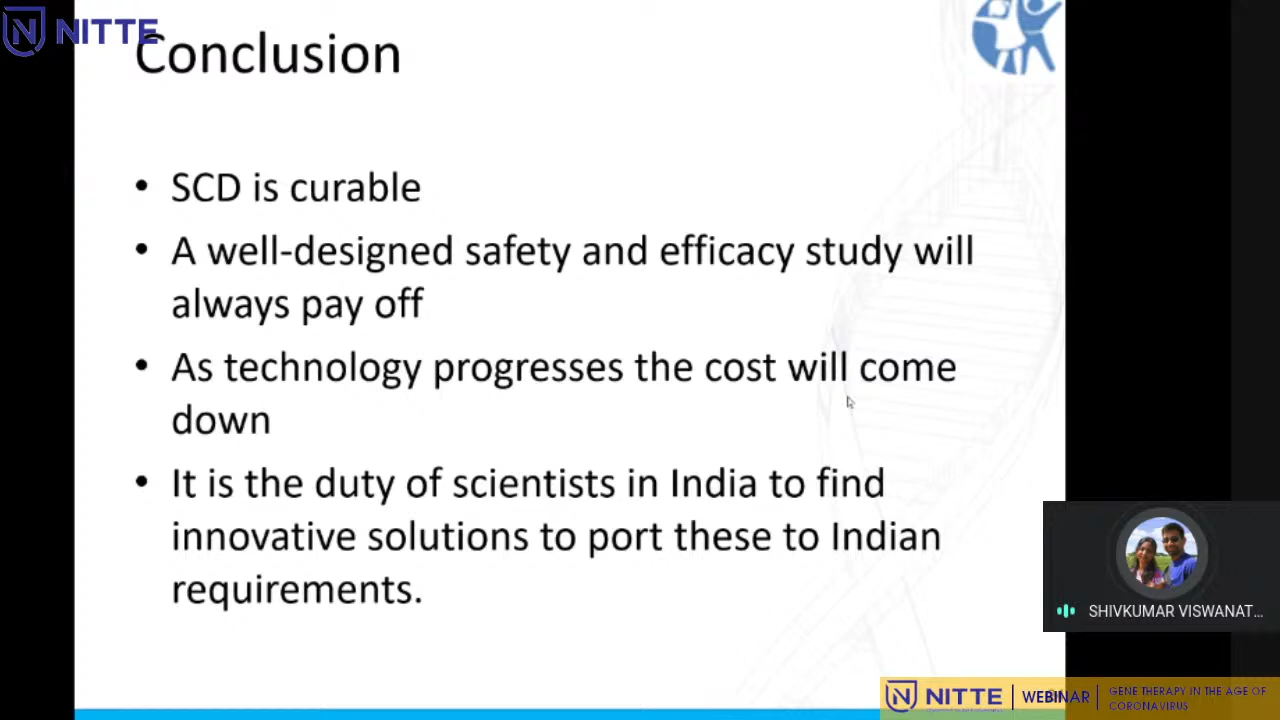 NITTE
Conclusion
• SCD is curable
• A well-designed safety and efficacy study will
always pay off
• As technology progresses the cost will come
down
• It is the duty of scientists in India to find
innovative solutions to port these to Indian
requirements.
SHIVKUMAR VISWANAT...
NITTE WEBINAR GENE THERAPY IN THE AGE OF
CORONAVIRUS